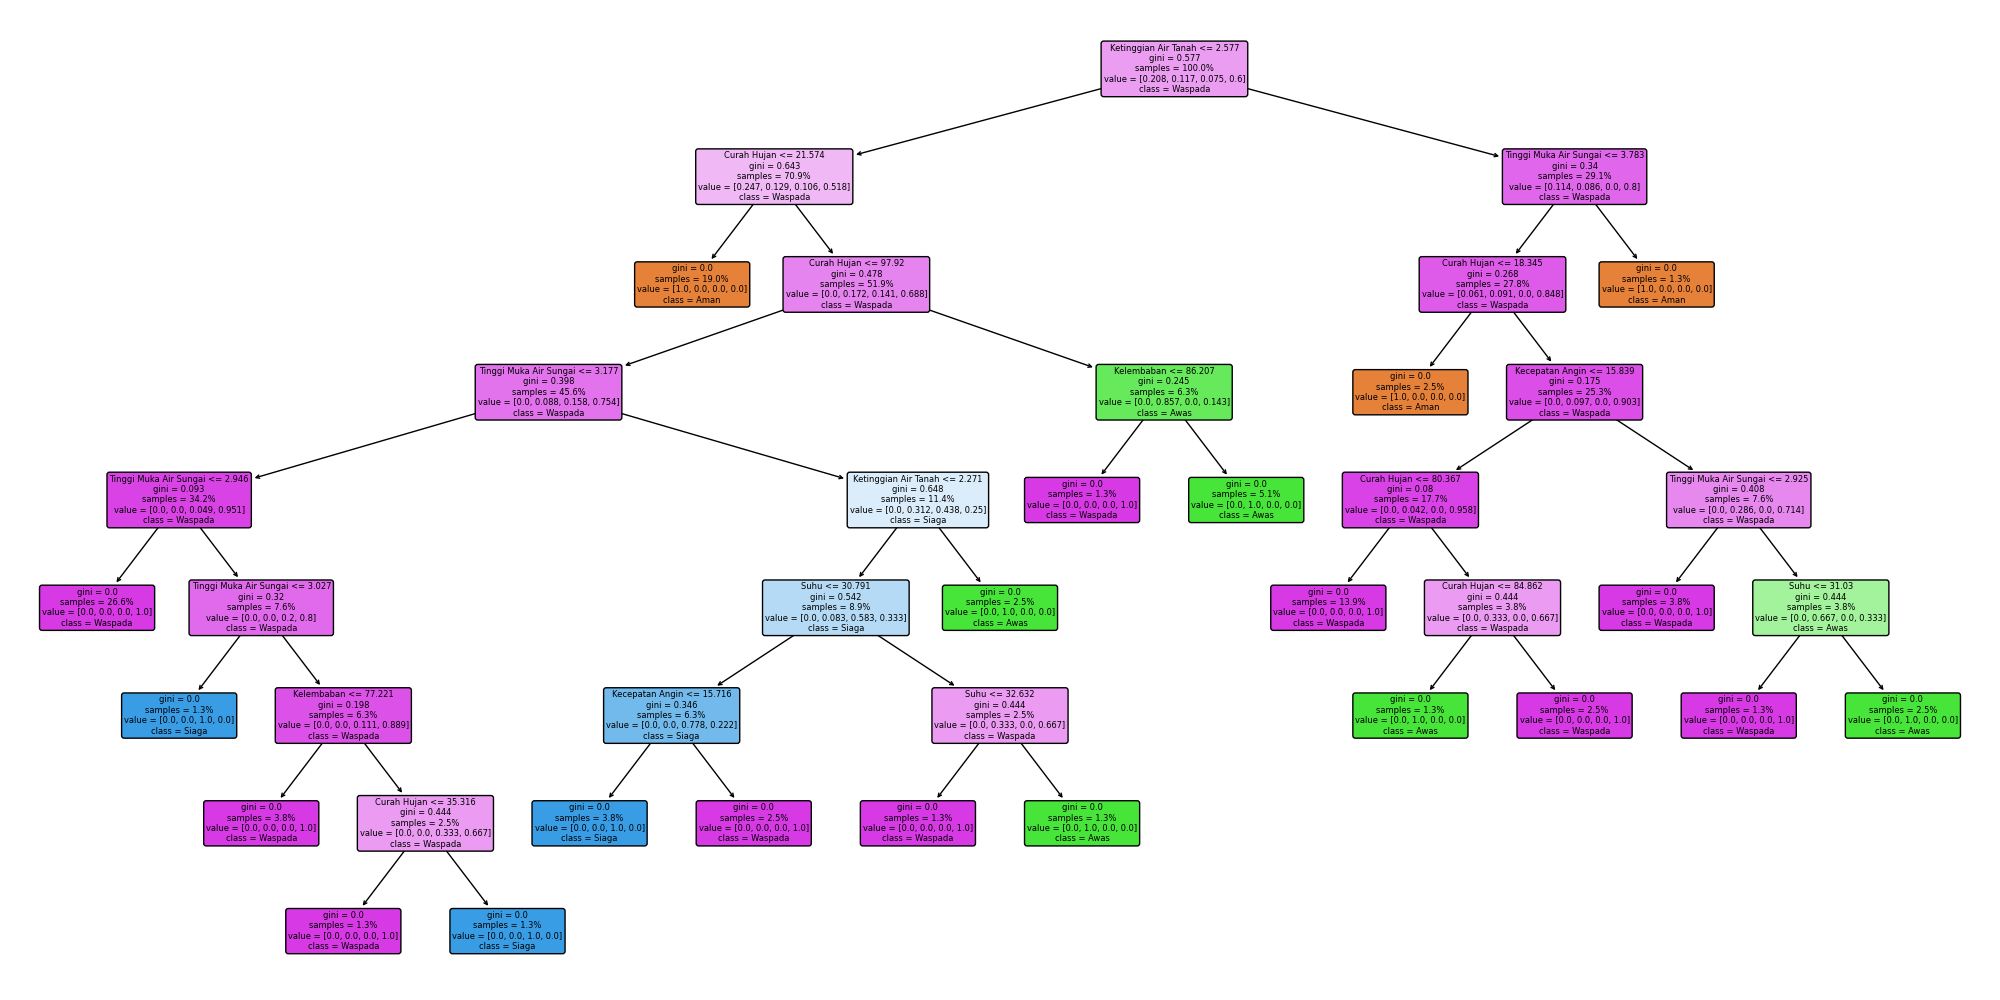 Ketinggian Air Tanah <= 2.577
gini = 0.577
samples = 100.0%
value = [0.208, 0.117, 0.075, 0.6]
class = Waspada
Curah Hujan <= 21.574
gini = 0.643
samples = 70.9%
value = [0.247, 0.129, 0.106, 0.518]
class = Waspada
Tinggi Muka Air Sungai <= 3.783
gini = 0.34
samples = 29.1%
value = [0.114, 0.086, 0.0, 0.8]
class = Waspada
gini = 0.0
samples = 19.0%
value = [1.0, 0.0, 0.0, 0.0]
class = Aman
Curah Hujan <= 97.92
gini = 0.478
samples = 51.9%
value = [0.0, 0.172, 0.141, 0.688]
class = Waspada
Curah Hujan <= 18.345
gini = 0.268
samples = 27.8%
value = [0.061, 0.091, 0.0, 0.848]
class = Waspada
gini = 0.0
samples = 1.3%
value = [1.0, 0.0, 0.0, 0.0]
class = Aman
Tinggi Muka Air Sungai <= 3.177
gini = 0.398
samples = 45.6%
value = [0.0, 0.088, 0.158, 0.754]
class = Waspada
Kelembaban <= 86.207
gini = 0.245
samples = 6.3%
value = [0.0, 0.857, 0.0, 0.143]
class = Awas
gini = 0.0
samples = 2.5%
value = [1.0, 0.0, 0.0, 0.0]
class = Aman
Kecepatan Angin <= 15.839
gini = 0.175
samples = 25.3%
value = [0.0, 0.097, 0.0, 0.903]
class = Waspada
Tinggi Muka Air Sungai <= 2.946
gini = 0.093
samples = 34.2%
value = [0.0, 0.0, 0.049, 0.951]
class = Waspada
Ketinggian Air Tanah <= 2.271
gini = 0.648
samples = 11.4%
value = [0.0, 0.312, 0.438, 0.25]
class = Siaga
gini = 0.0
samples = 1.3%
value = [0.0, 0.0, 0.0, 1.0]
class = Waspada
gini = 0.0
samples = 5.1%
value = [0.0, 1.0, 0.0, 0.0]
class = Awas
Curah Hujan <= 80.367
gini = 0.08
samples = 17.7%
value = [0.0, 0.042, 0.0, 0.958]
class = Waspada
Tinggi Muka Air Sungai <= 2.925
gini = 0.408
samples = 7.6%
value = [0.0, 0.286, 0.0, 0.714]
class = Waspada
gini = 0.0
samples = 26.6%
value = [0.0, 0.0, 0.0, 1.0]
class = Waspada
Tinggi Muka Air Sungai <= 3.027
gini = 0.32
samples = 7.6%
value = [0.0, 0.0, 0.2, 0.8]
class = Waspada
Suhu <= 30.791
gini = 0.542
samples = 8.9%
value = [0.0, 0.083, 0.583, 0.333]
class = Siaga
gini = 0.0
samples = 2.5%
value = [0.0, 1.0, 0.0, 0.0]
class = Awas
gini = 0.0
samples = 13.9%
value = [0.0, 0.0, 0.0, 1.0]
class = Waspada
Curah Hujan <= 84.862
gini = 0.444
samples = 3.8%
value = [0.0, 0.333, 0.0, 0.667]
class = Waspada
gini = 0.0
samples = 3.8%
value = [0.0, 0.0, 0.0, 1.0]
class = Waspada
Suhu <= 31.03
gini = 0.444
samples = 3.8%
value = [0.0, 0.667, 0.0, 0.333]
class = Awas
gini = 0.0
samples = 1.3%
value = [0.0, 0.0, 1.0, 0.0]
class = Siaga
Kelembaban <= 77.221
gini = 0.198
samples = 6.3%
value = [0.0, 0.0, 0.111, 0.889]
class = Waspada
Kecepatan Angin <= 15.716
gini = 0.346
samples = 6.3%
value = [0.0, 0.0, 0.778, 0.222]
class = Siaga
Suhu <= 32.632
gini = 0.444
samples = 2.5%
value = [0.0, 0.333, 0.0, 0.667]
class = Waspada
gini = 0.0
samples = 1.3%
value = [0.0, 1.0, 0.0, 0.0]
class = Awas
gini = 0.0
samples = 2.5%
value = [0.0, 0.0, 0.0, 1.0]
class = Waspada
gini = 0.0
samples = 1.3%
value = [0.0, 0.0, 0.0, 1.0]
class = Waspada
gini = 0.0
samples = 2.5%
value = [0.0, 1.0, 0.0, 0.0]
class = Awas
gini = 0.0
samples = 3.8%
value = [0.0, 0.0, 0.0, 1.0]
class = Waspada
Curah Hujan <= 35.316
gini = 0.444
samples = 2.5%
value = [0.0, 0.0, 0.333, 0.667]
class = Waspada
gini = 0.0
samples = 3.8%
value = [0.0, 0.0, 1.0, 0.0]
class = Siaga
gini = 0.0
samples = 2.5%
value = [0.0, 0.0, 0.0, 1.0]
class = Waspada
gini = 0.0
samples = 1.3%
value = [0.0, 0.0, 0.0, 1.0]
class = Waspada
gini = 0.0
samples = 1.3%
value = [0.0, 1.0, 0.0, 0.0]
class = Awas
gini = 0.0
samples = 1.3%
value = [0.0, 0.0, 0.0, 1.0]
class = Waspada
gini = 0.0
samples = 1.3%
value = [0.0, 0.0, 1.0, 0.0]
class = Siaga